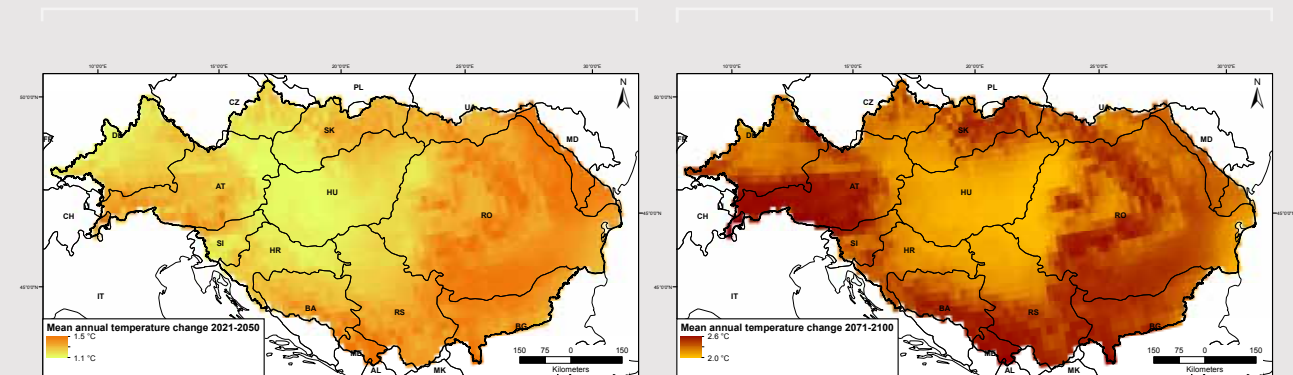 10°0'0"E 15°0'0"E 20°0'0"E 25°0'0"E 30°0'0"E
PL
N
CZ
UA
50°0'0"N
SK
DE
MD
FR
AT
HU
RO
CH
45°0'0"N
SI
HR
45°0'0"N
IT
BA
RS
BG
Mean annual temperature change 2021-2050
1.5 °C
1.1 °C
ME
AL
MK
150 75 0 150
Kilometers
10°0'0"E 15°0'0"E 20°0'0"E 25°0'0"E 30°0'0"E
PL
N
CZ
UA
50°0'0"N
SK
DE
MD
FR
AT
HU
RO
CH
45°0'0"N
SI
HR
45°0'0"N
IT
BA
RS
BG
Mean annual temperature change 2071-2100
2.6 °C
2.0 °C
ME
AL
MK
150 75 0 150
Kilometers